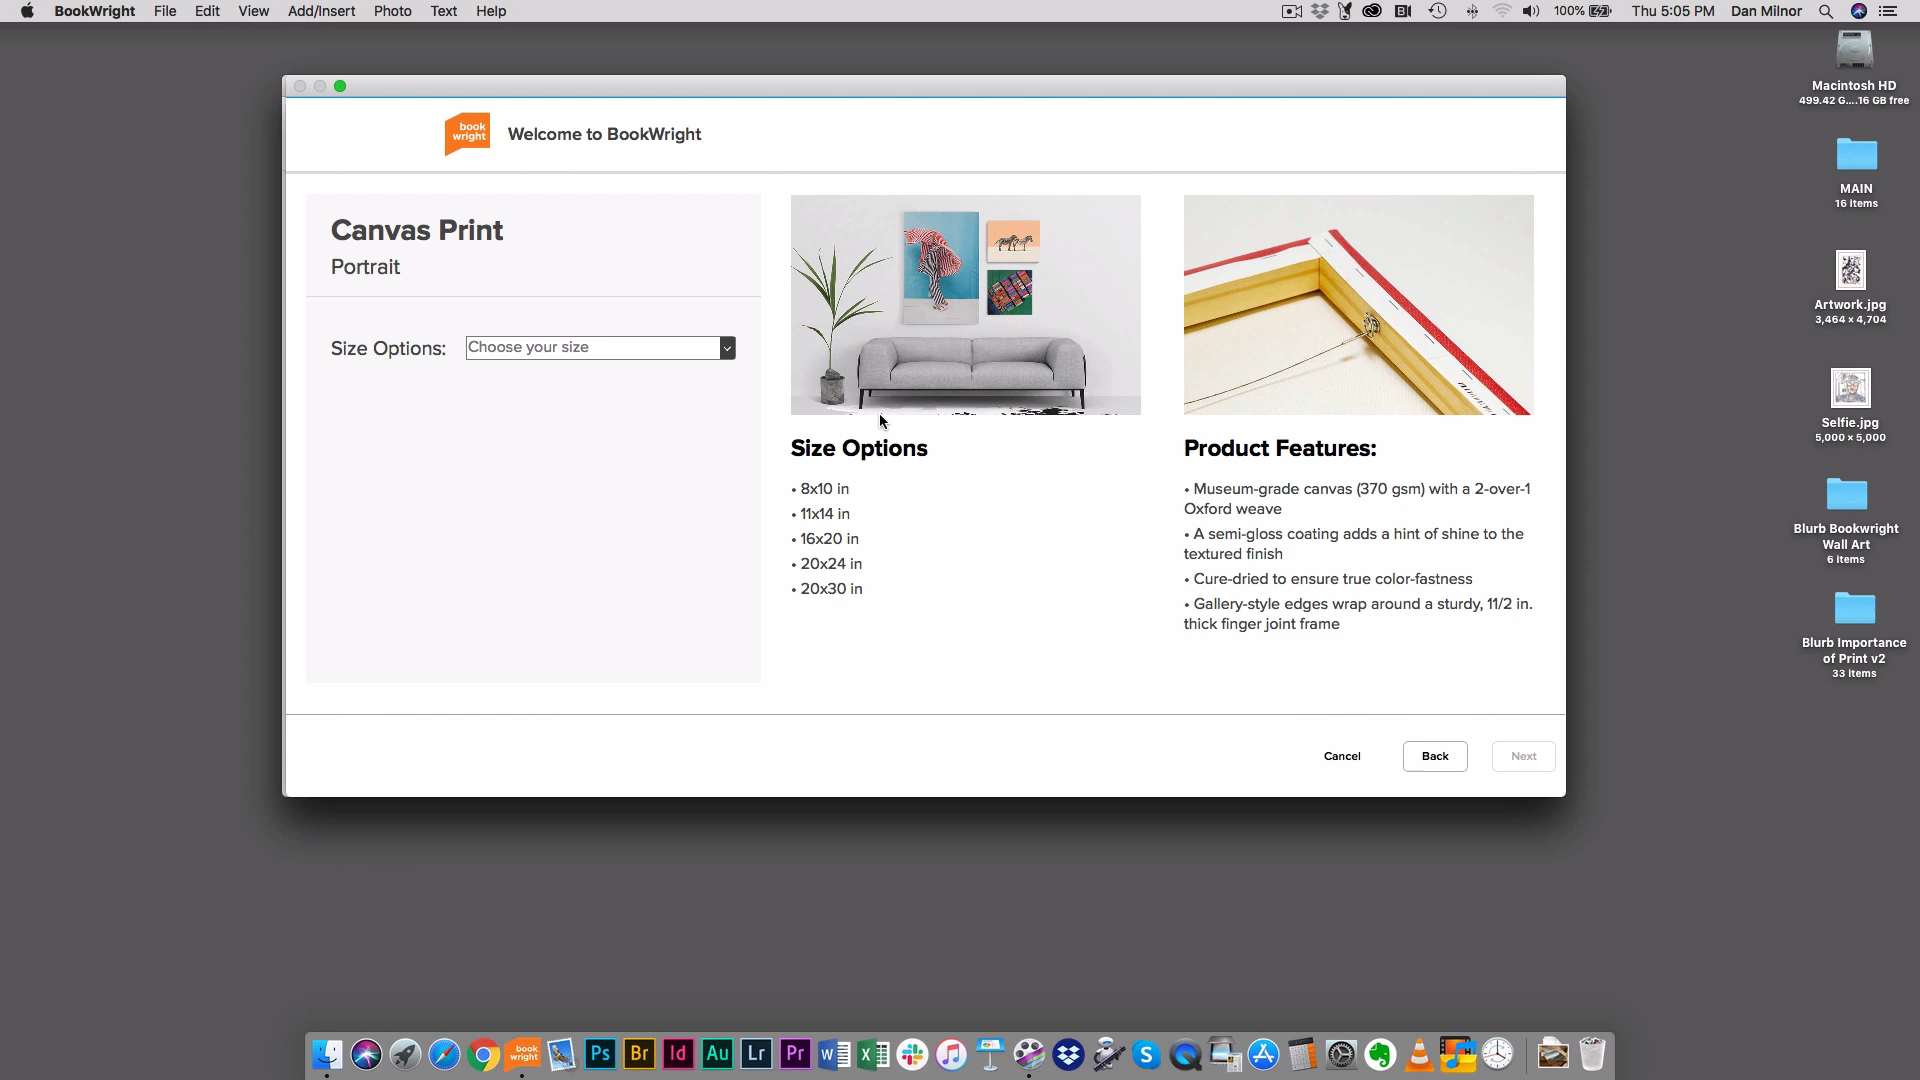 BookWright File Edit View Add/Insert Photo Text Help
100% Thu 5:05 PM Dan Milnor
Macintosh HD
499.42 G....16 GB free
MAIN
16 items
Artwork.jpg
3,464 × 4,704
Selfie.jpg
5,000 × 5,000
Blurb Bookwright
Wall Art
6 items
Blurb Importance
of Print v2
33 items
book
wright
Welcome to BookWright
Canvas Print
Portrait
Size Options: Choose your size
Size Options
• 8x10 in
• 11x14 in
• 16x20 in
• 20x24 in
• 20x30 in
Product Features:
• Museum-grade canvas (370 gsm) with a 2-over-1
Oxford weave
• A semi-gloss coating adds a hint of shine to the
textured finish
• Cure-dried to ensure true color-fastness
• Gallery-style edges wrap around a sturdy, 11/2 in.
thick finger joint frame
Cancel Back Next
book
wright
Ps Br Id Au Lr Pr W X S